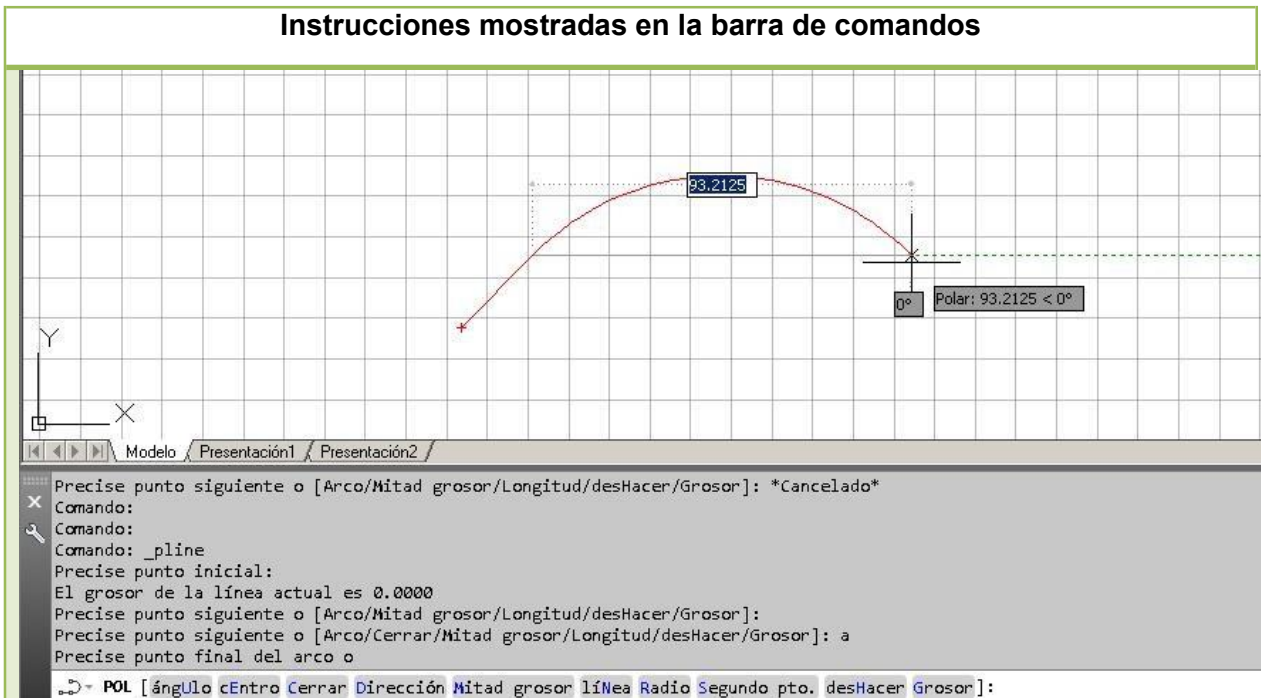 Instrucciones mostradas en la barra de comandos
93.2125
0°
Polar: 93.2125 < 0°
Y
X
Modelo / Presentación1 / Presentación2 /
Precise punto siguiente o [Arco/Mitad grosor/Longitud/desHacer/Grosor]: *Cancelado*
Comando:
Comando:
Comando: _pline
Precise punto inicial:
El grosor de la línea actual es 0.0000
Precise punto siguiente o [Arco/Mitad grosor/Longitud/desHacer/Grosor]:
Precise punto siguiente o [Arco/Cerrar/Mitad grosor/Longitud/desHacer/Grosor]: a
Precise punto final del arco o
POL [ángUlo cEntro Cerrar Dirección Mitad grosor líNea Radio Segundo pto. desHacer Grosor]: